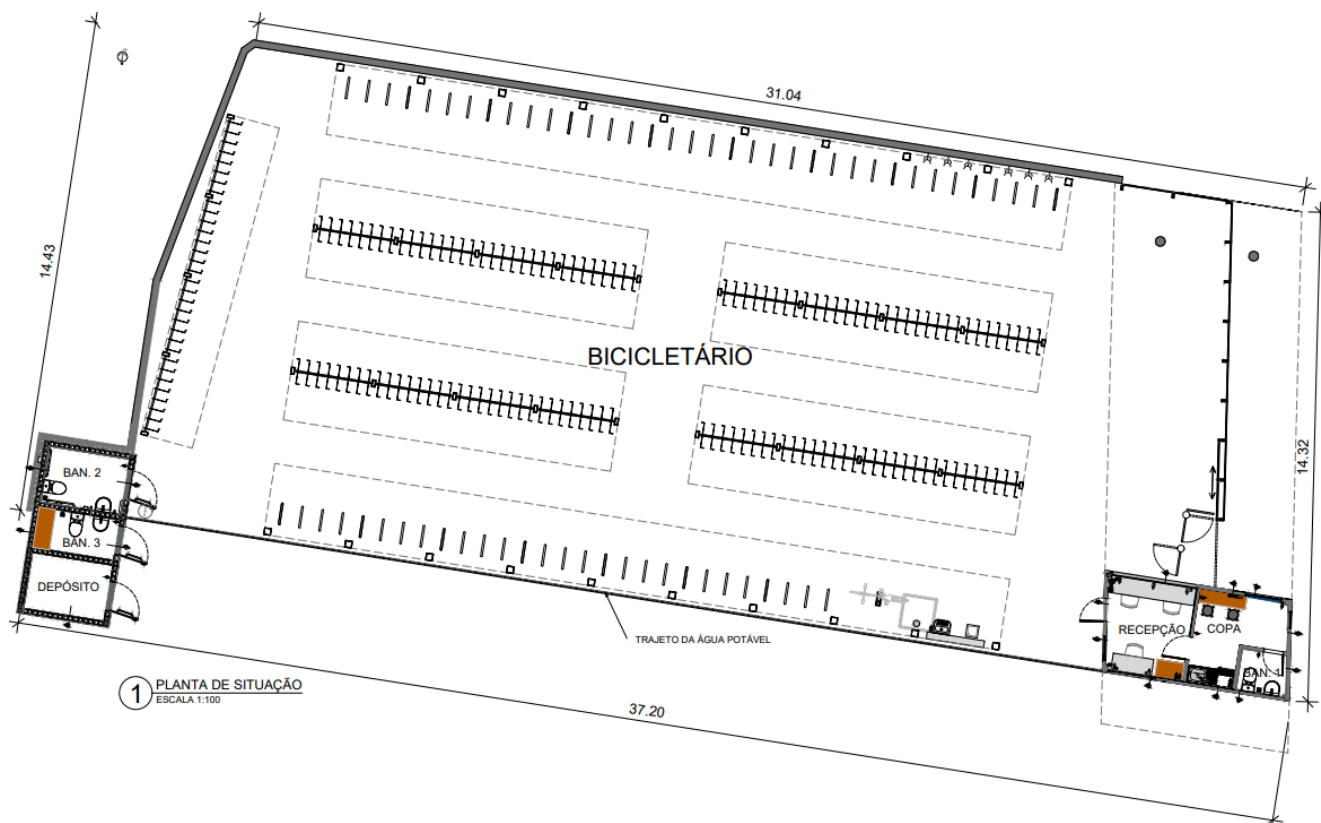 31.04
14.43
BICICLETÁRIO
14.32
BAN. 2
BAN. 3
DEPÓSITO
RECEPÇÃO
COPA
BAN. 1
TRAJETO DA ÁGUA POTÁVEL
1
PLANTA DE SITUAÇÃO
ESCALA 1:100
37.20